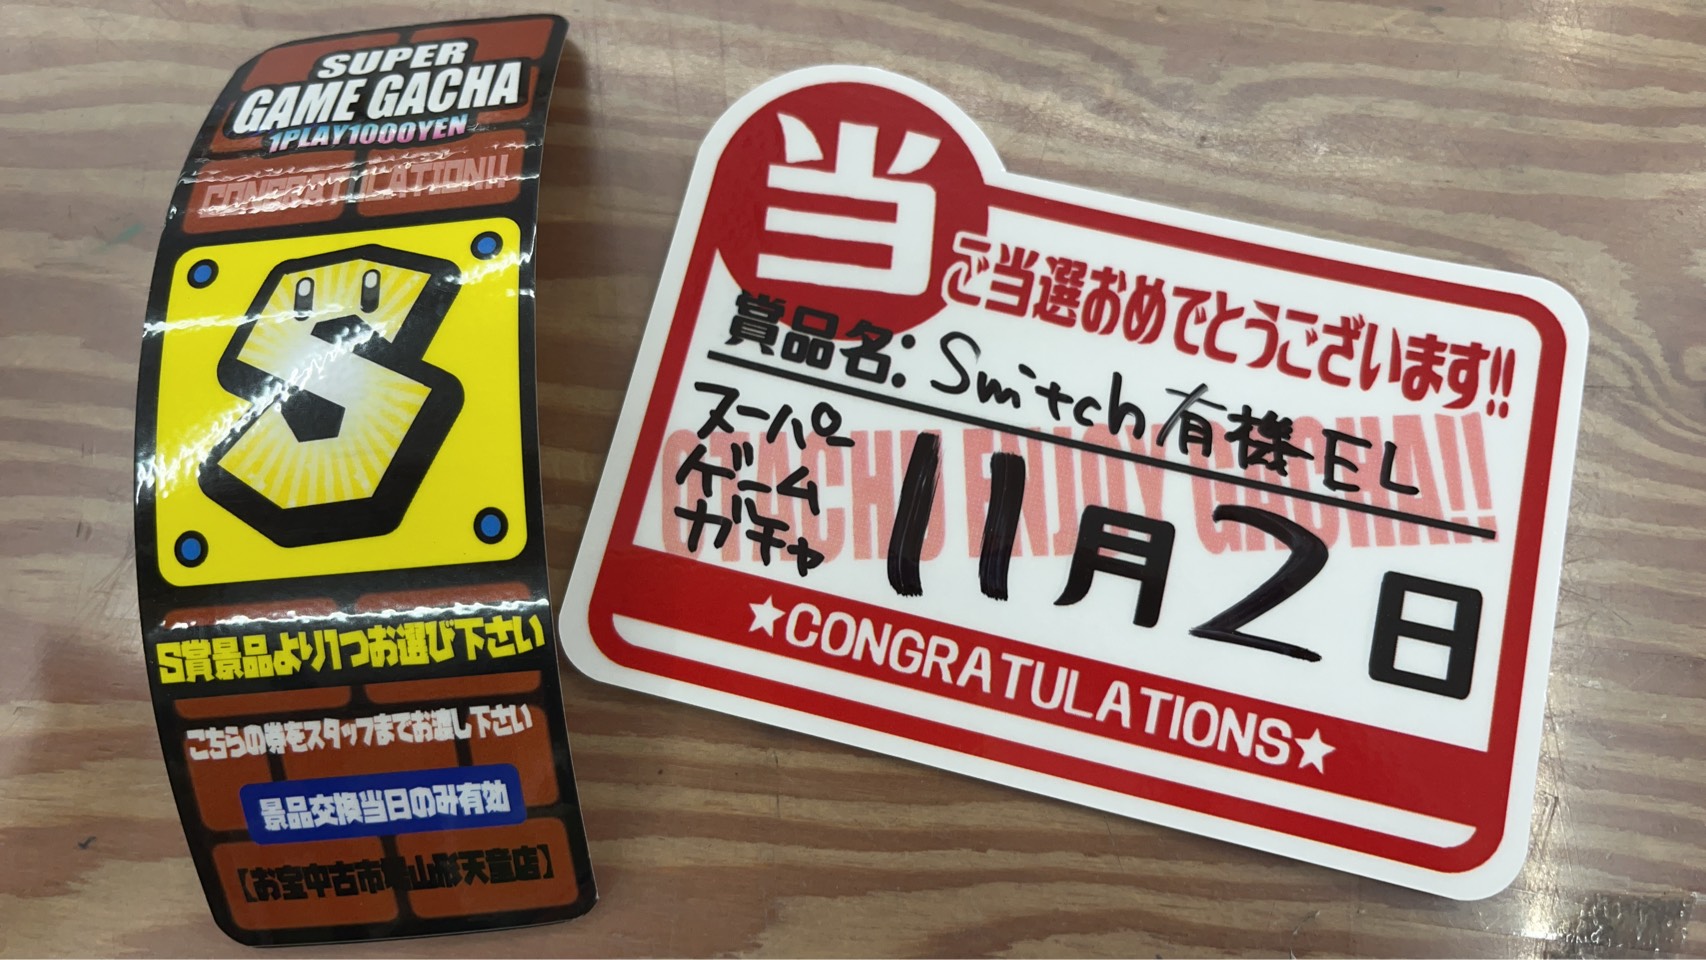 SUPER
GAME GACHA
1PLAY1000YEN
CONGRATULATION!!
S
S賞景品より1つお選び下さい
こちらの券をスタッフまでお渡し下さい
景品交換当日のみ有効
【お宝中古市場山形天童店】
当
ご当選おめでとうございます!!
賞品名:Switch有機EL
OTACHU ENJOY GACHA!!
スーパー
ゲーム
ガチャ
11月2日
★CONGRATULATIONS★